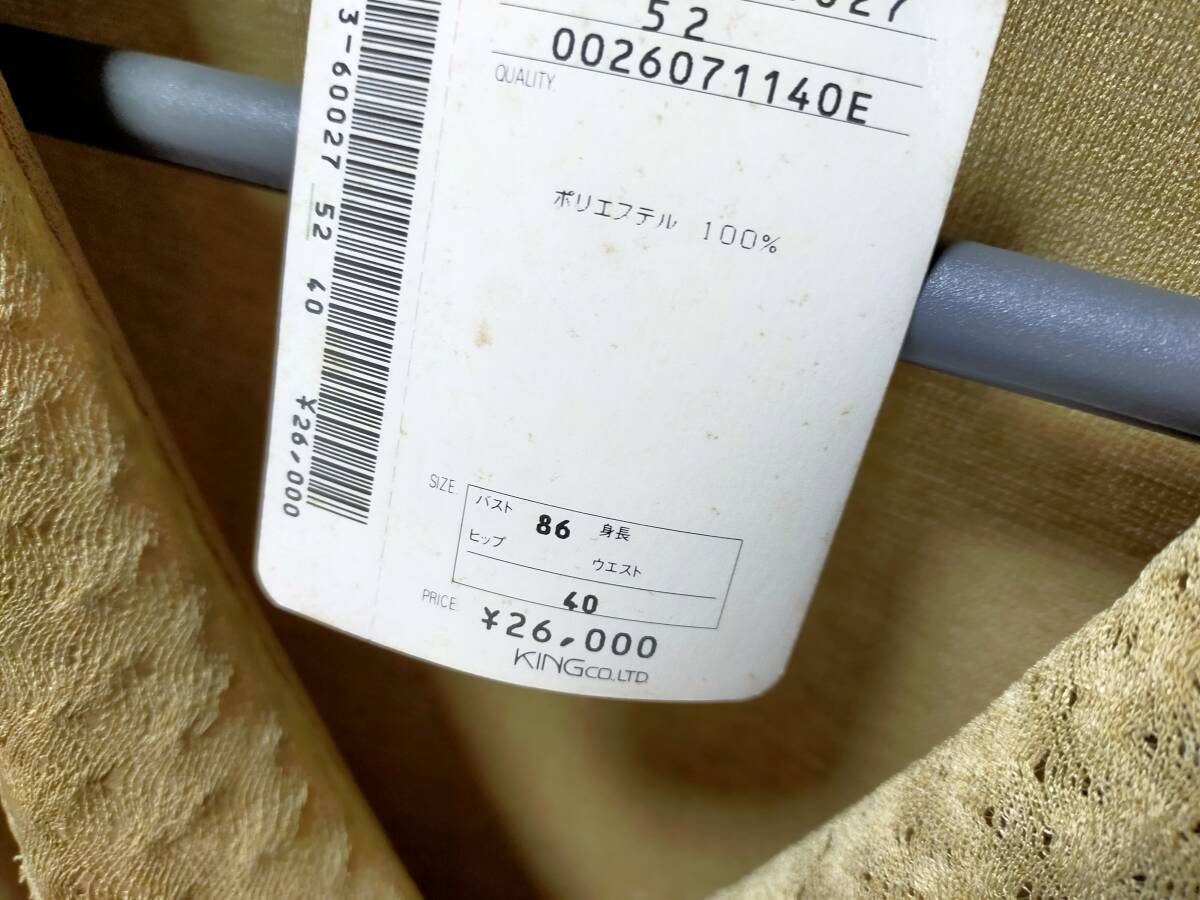 52
0026071140E
QUALITY.
ポリエステル 100%
SIZE.
バスト 86 身長
ヒップ ウエスト
40
PRICE.
¥26,000
KING CO.,LTD.
3-60027 52 40 ¥26,000